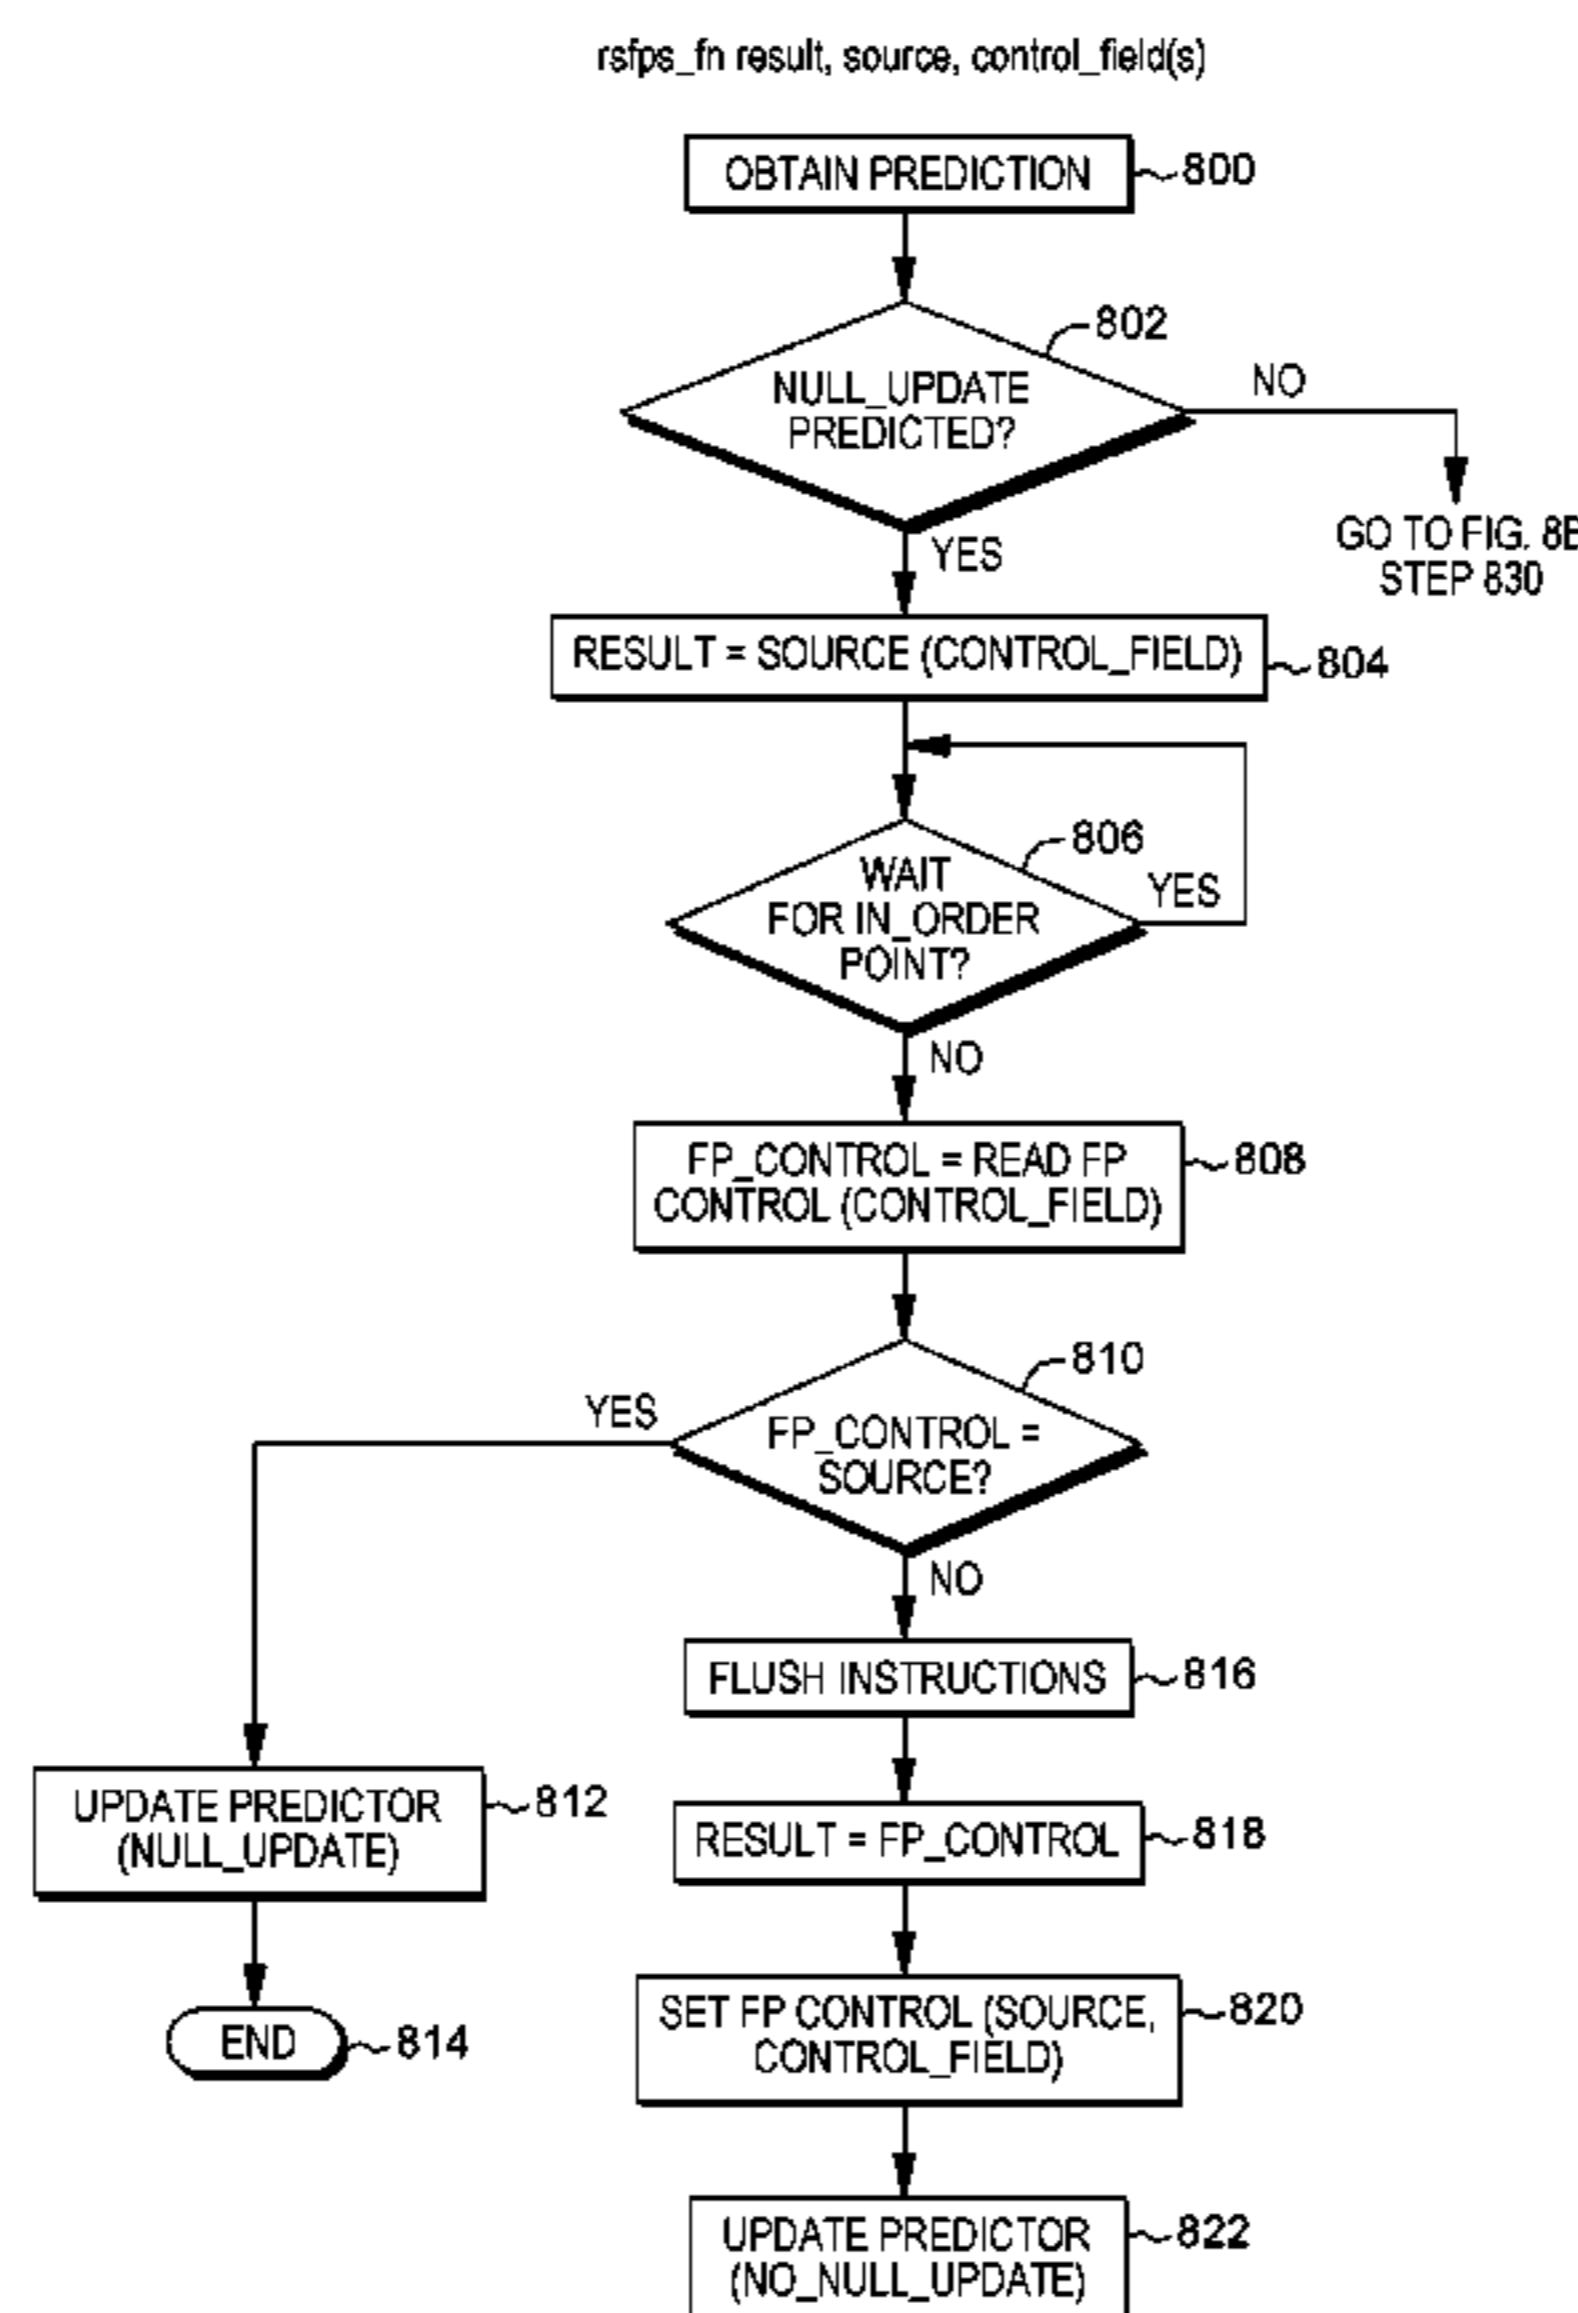 rsfps_fn result, source, control_field(s)
OBTAIN PREDICTION
800
802
NULL_UPDATE
PREDICTED?
NO
GO TO FIG. 8B
STEP 830
YES
RESULT = SOURCE (CONTROL_FIELD)
804
806
WAIT
FOR IN_ORDER
POINT?
YES
NO
FP_CONTROL = READ FP
CONTROL (CONTROL_FIELD)
808
810
YES
FP_CONTROL =
SOURCE?
NO
FLUSH INSTRUCTIONS
816
UPDATE PREDICTOR
(NULL_UPDATE)
812
RESULT = FP_CONTROL
818
END
814
SET FP CONTROL (SOURCE,
CONTROL_FIELD)
820
UPDATE PREDICTOR
(NO_NULL_UPDATE)
822